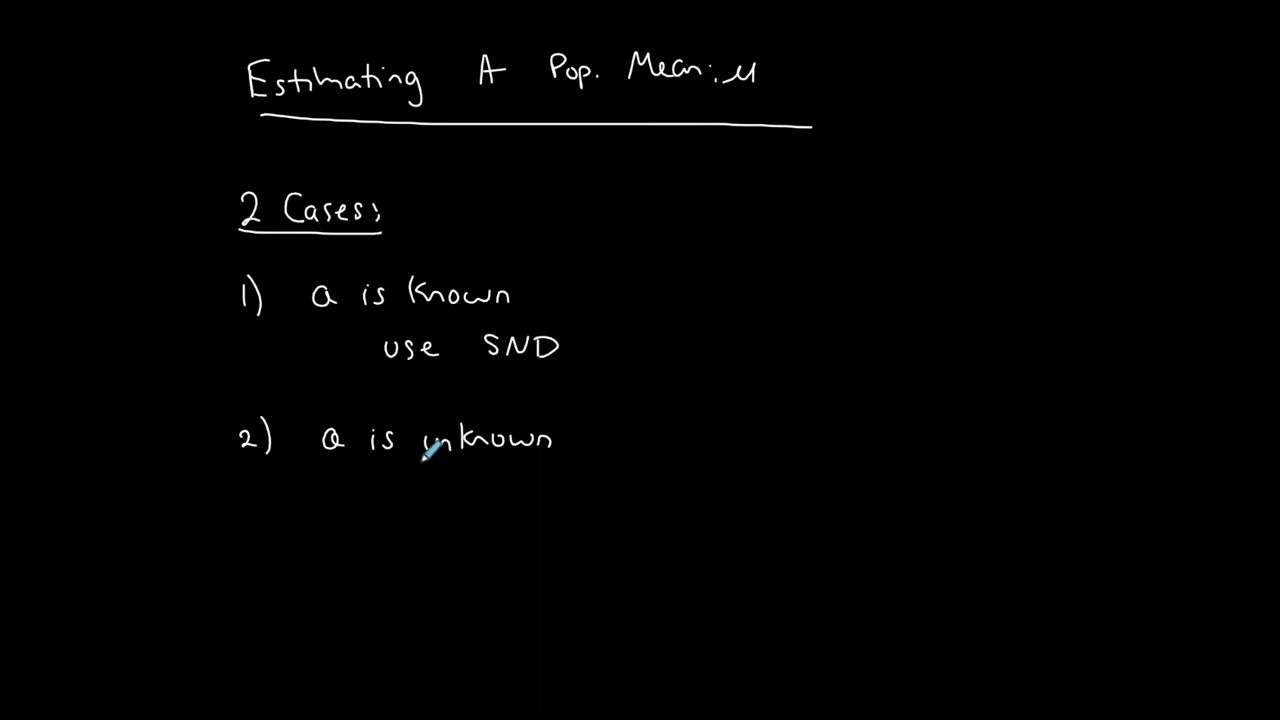 Estimating A Pop. Mean: μ
2 Cases:
1) σ is known
use SND
2) σ is unknown